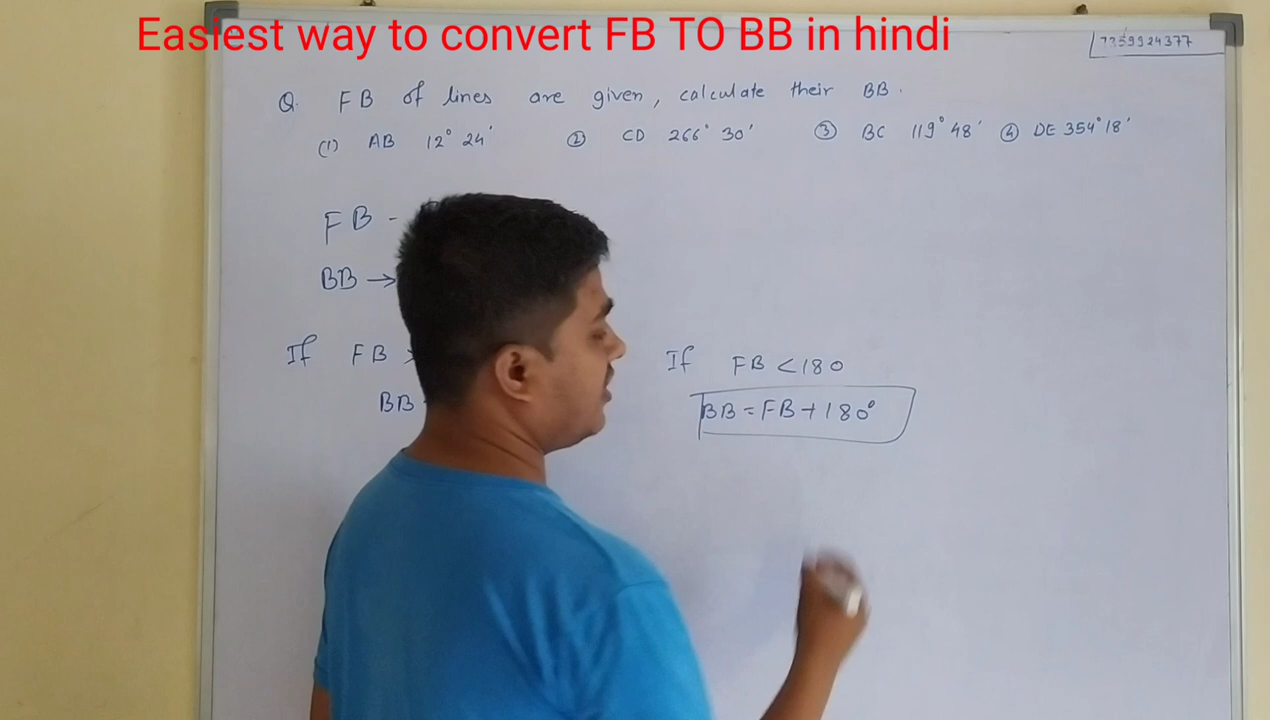 Easiest way to convert FB TO BB in hindi
7259924377
Q. FB of lines are given, calculate their BB.
(1) AB 12° 24' ② CD 266° 30' ③ BC 119° 48' ④ DE 354° 18'
FB -
BB →
If FB >
BB
If FB < 180
BB = FB + 180°